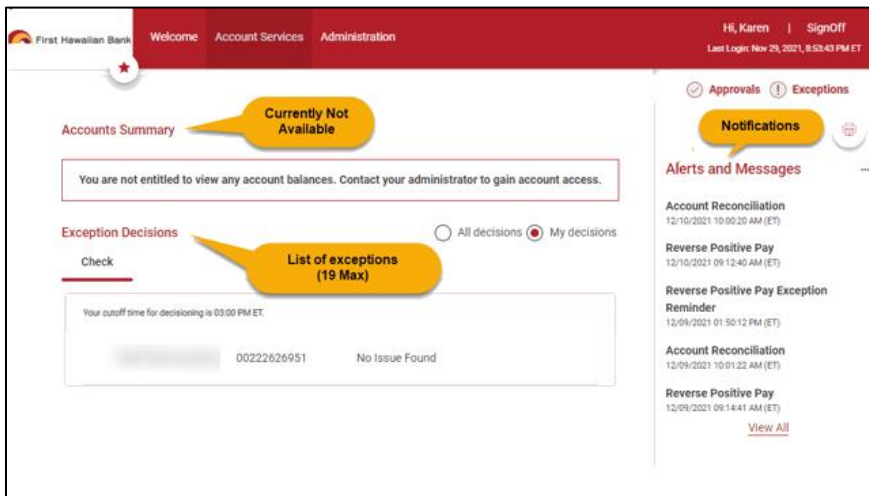 First Hawaiian Bank
Welcome Account Services Administration
Hi, Karen | SignOff
Last Login: Nov 29, 2021, 8:53:43 PM ET
Approvals Exceptions
Currently Not
Available
Notifications
Accounts Summary
You are not entitled to view any account balances. Contact your administrator to gain account access.
Exception Decisions
All decisions My decisions
List of exceptions
(19 Max)
Check
Your cutoff time for decisioning is 03:00 PM ET.
00222626951 No Issue Found
Alerts and Messages ...
Account Reconciliation
12/10/2021 10:00:20 AM (ET)
Reverse Positive Pay
12/10/2021 09:12:40 AM (ET)
Reverse Positive Pay Exception
Reminder
12/09/2021 01:50:12 PM (ET)
Account Reconciliation
12/09/2021 10:01:22 AM (ET)
Reverse Positive Pay
12/09/2021 09:14:41 AM (ET)
View All